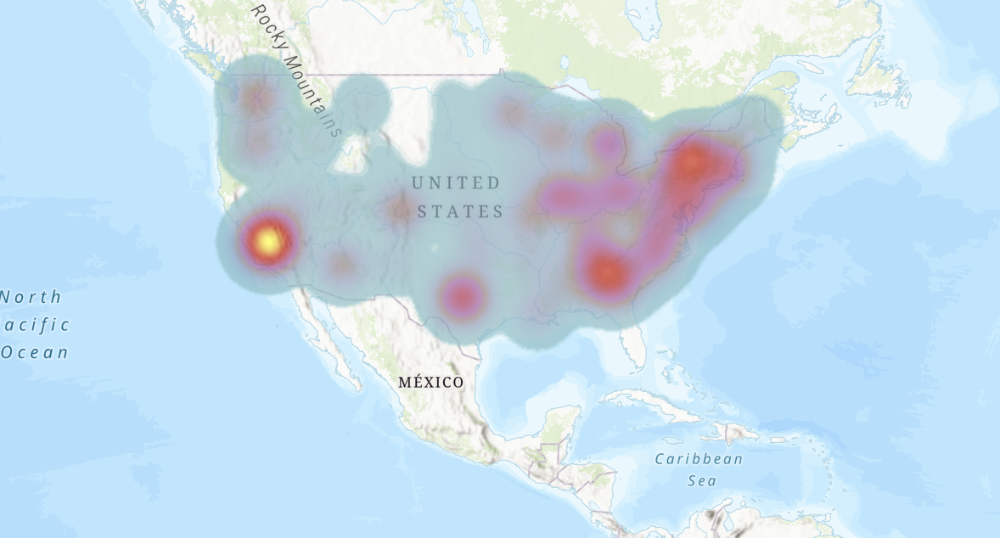 Rocky Mountains
UNITED
STATES
North
acific
Ocean
MÉXICO
Caribbean
Sea